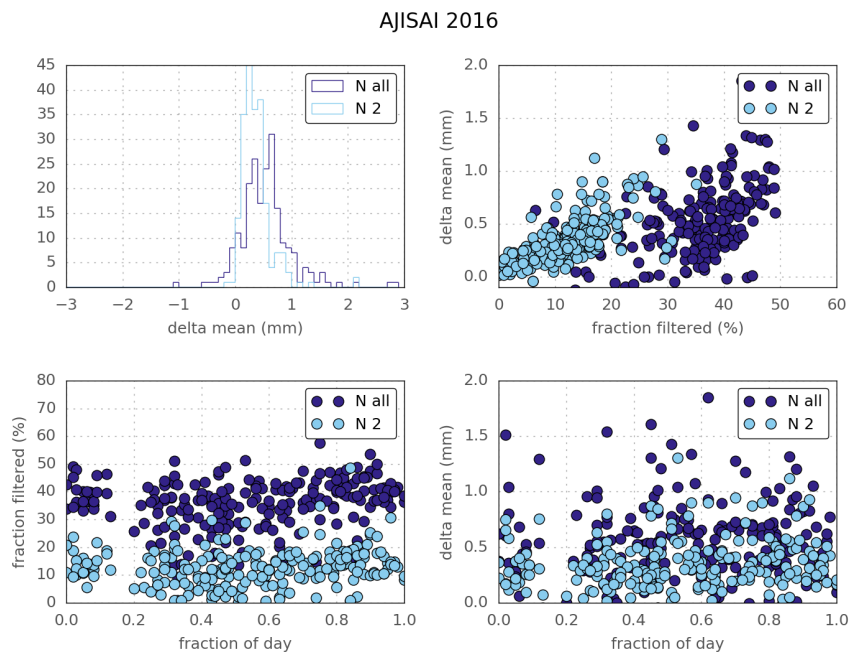 AJISAI 2016
45
40
35
30
25
20
15
10
5
0
−3 −2 −1 0 1 2 3
delta mean (mm)
N all
N 2
2.0
1.5
1.0
0.5
0.0
delta mean (mm)
0 10 20 30 40 50 60
fraction filtered (%)
N all
N 2
80
70
60
50
40
30
20
10
0
fraction filtered (%)
0.0 0.2 0.4 0.6 0.8 1.0
fraction of day
N all
N 2
2.0
1.5
1.0
0.5
0.0
delta mean (mm)
0.0 0.2 0.4 0.6 0.8 1.0
fraction of day
N all
N 2